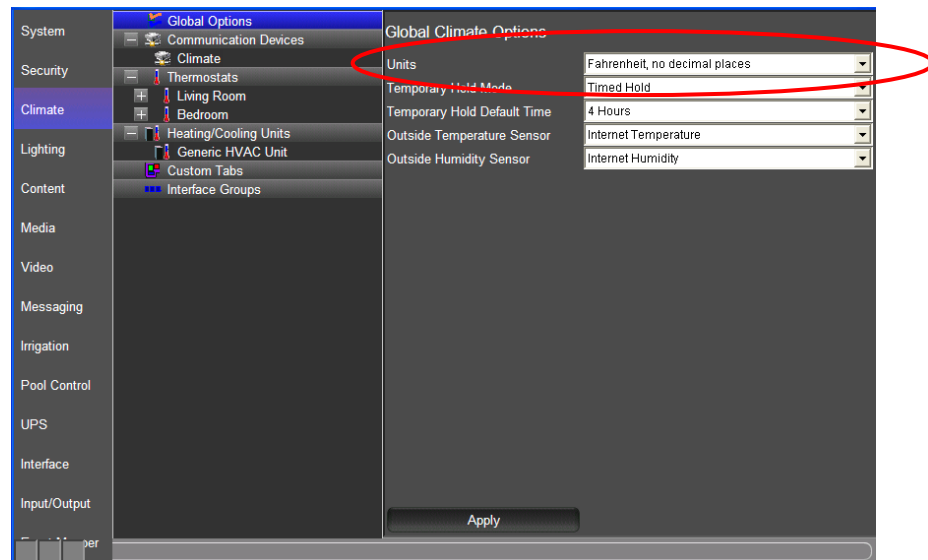 System
Security
Climate
Lighting
Content
Media
Video
Messaging
Irrigation
Pool Control
UPS
Interface
Input/Output
Global Options
Communication Devices
Climate
Thermostats
Living Room
Bedroom
Heating/Cooling Units
Generic HVAC Unit
Custom Tabs
Interface Groups
Global Climate Options
Units Fahrenheit, no decimal places
Temporary Hold Mode Timed Hold
Temporary Hold Default Time 4 Hours
Outside Temperature Sensor Internet Temperature
Outside Humidity Sensor Internet Humidity
Apply